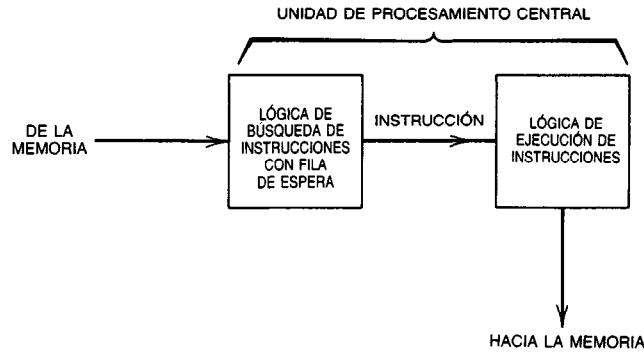 UNIDAD DE PROCESAMIENTO CENTRAL
DE LA
MEMORIA
LÓGICA DE
BÚSQUEDA DE
INSTRUCCIONES
CON FILA
DE ESPERA
INSTRUCCIÓN
LÓGICA DE
EJECUCIÓN DE
INSTRUCCIONES
HACIA LA MEMORIA